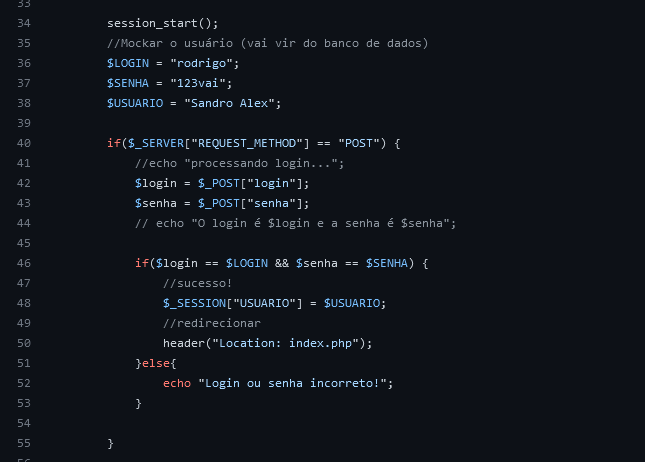 33
34 session_start();
35 //Mockar o usuário (vai vir do banco de dados)
36 $LOGIN = "rodrigo";
37 $SENHA = "123vai";
38 $USUARIO = "Sandro Alex";
39
40 if($_SERVER["REQUEST_METHOD"] == "POST") {
41 //echo "processando login...";
42 $login = $_POST["login"];
43 $senha = $_POST["senha"];
44 // echo "O login é $login e a senha é $senha";
45
46 if($login == $LOGIN && $senha == $SENHA) {
47 //sucesso!
48 $_SESSION["USUARIO"] = $USUARIO;
49 //redirecionar
50 header("Location: index.php");
51 }else{
52 echo "Login ou senha incorreto!";
53 }
54
55 }
56